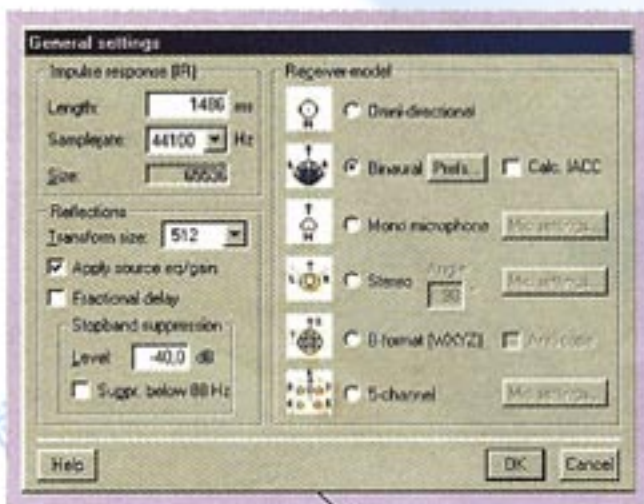 General settings
Impulse response (IR)
Length: 1486 ms
Samplerate: 44100 Hz
Size: 65536
Reflections
Transform size: 512
Apply source eq/gain
Fractional delay
Stopband suppression
Level: -40,0 dB
Suppr. below 88 Hz
Receiver-model
Omni-directional
Binaural Prefs... Calc. IACC
Mono microphone Mic settings...
Stereo Angle 90 Mic settings...
B-format (WXYZ)
5-channel Mic settings...
Help
OK Cancel